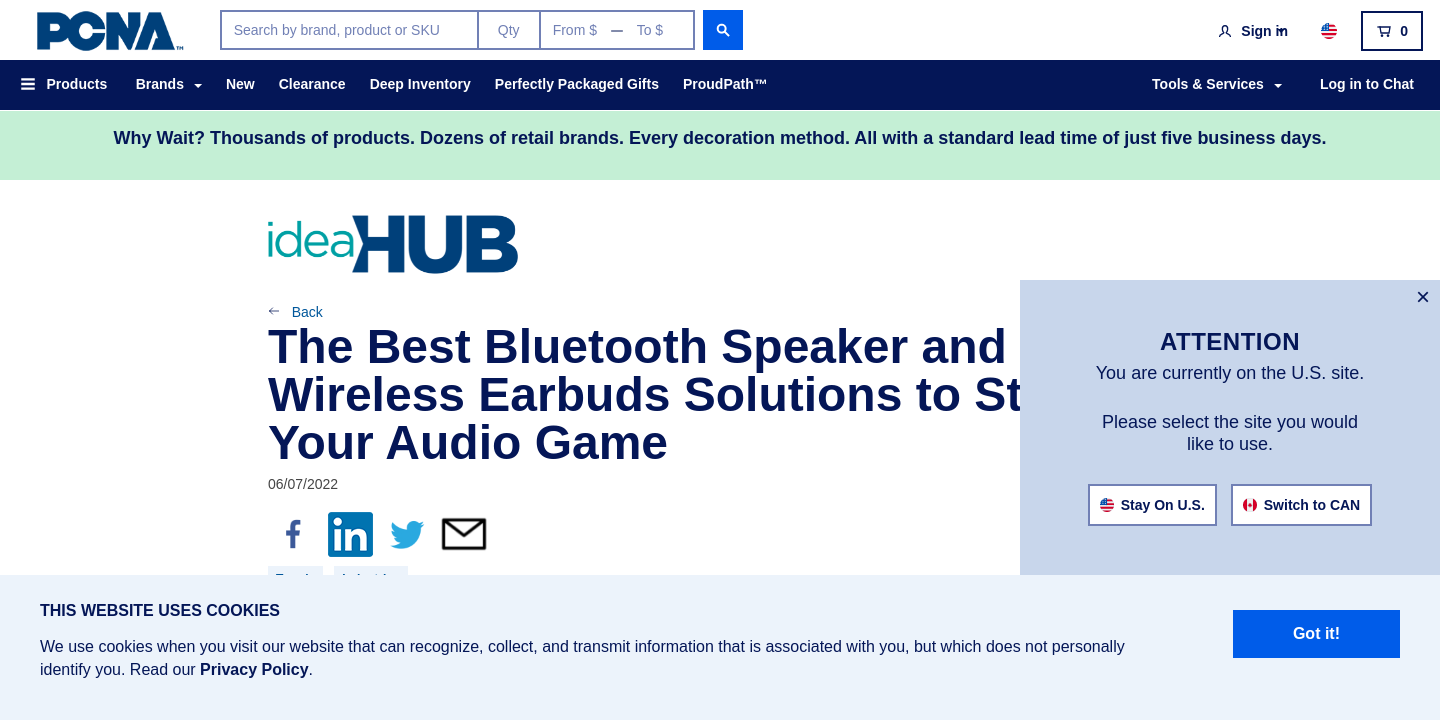 PCNA™
Search by brand, product or SKU
Qty
From $ — To $
Sign in
0
Products
Brands
New
Clearance
Deep Inventory
Perfectly Packaged Gifts
ProudPath™
Tools & Services
Log in to Chat
Why Wait? Thousands of products. Dozens of retail brands. Every decoration method. All with a standard lead time of just five business days.
ideaHUB
Back
The Best Bluetooth Speaker and
Wireless Earbuds Solutions to
Your Audio Game
06/07/2022
ATTENTION
You are currently on the U.S. site.
Please select the site you would
like to use.
Stay On U.S.
Switch to CAN
THIS WEBSITE USES COOKIES
We use cookies when you visit our website that can recognize, collect, and transmit information that is associated with you, but which does not personally
identify you. Read our Privacy Policy.
Got it!